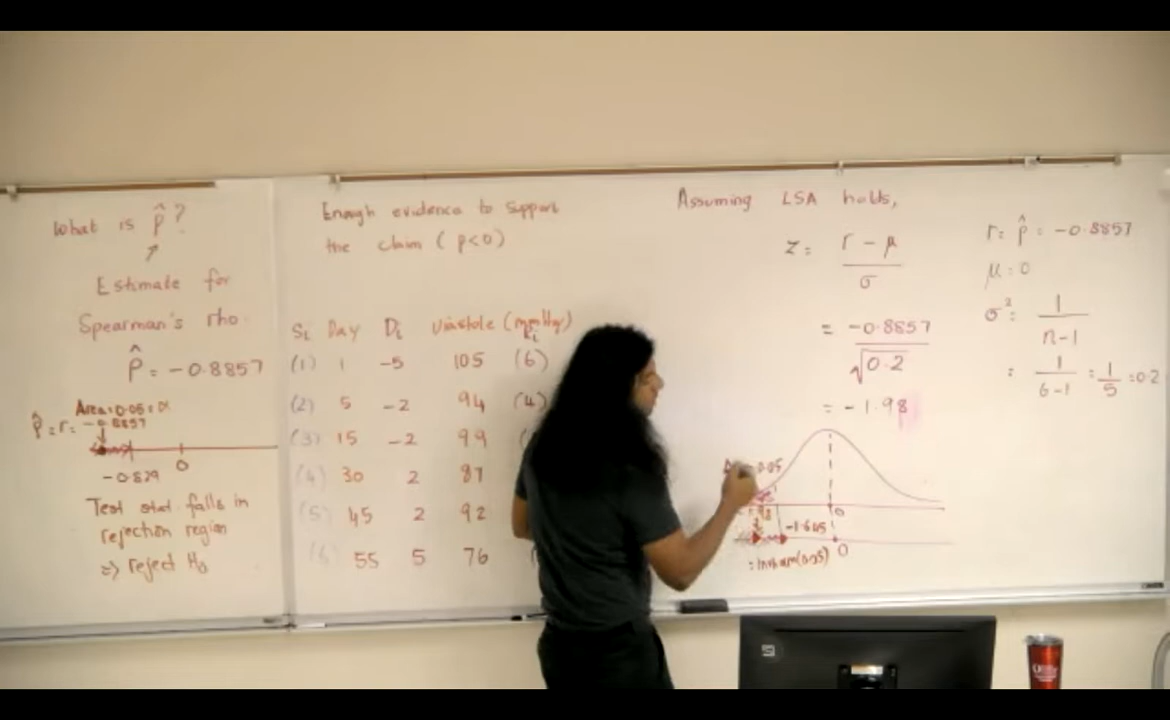 What is ρ̂ ?
Estimate for
Spearman's rho.
ρ̂ = -0.8857
Area=0.05=α
ρ̂=r= -0.8857
-0.829 0
Test stat falls in
rejection region
=> reject H₀
Enough evidence to support
the claim ( ρ<0)
Sᵢ Day Dᵢ (mmHg) Rᵢ
(1) 1 -5 105 (6)
(2) 5 -2 94 (4)
(3) 15 -2 99
(4) 30 2 87
(5) 45 2 92
(6) 55 5 76
Assuming LSA holds,
z = r - μ / σ
= -0.8857 / √0.2
= -1.98
0.05
0
-1.645
0
r = ρ̂ = -0.8857
μ = 0
σ² = 1 / n-1
= 1 / 6-1 = 1/5 = 0.2